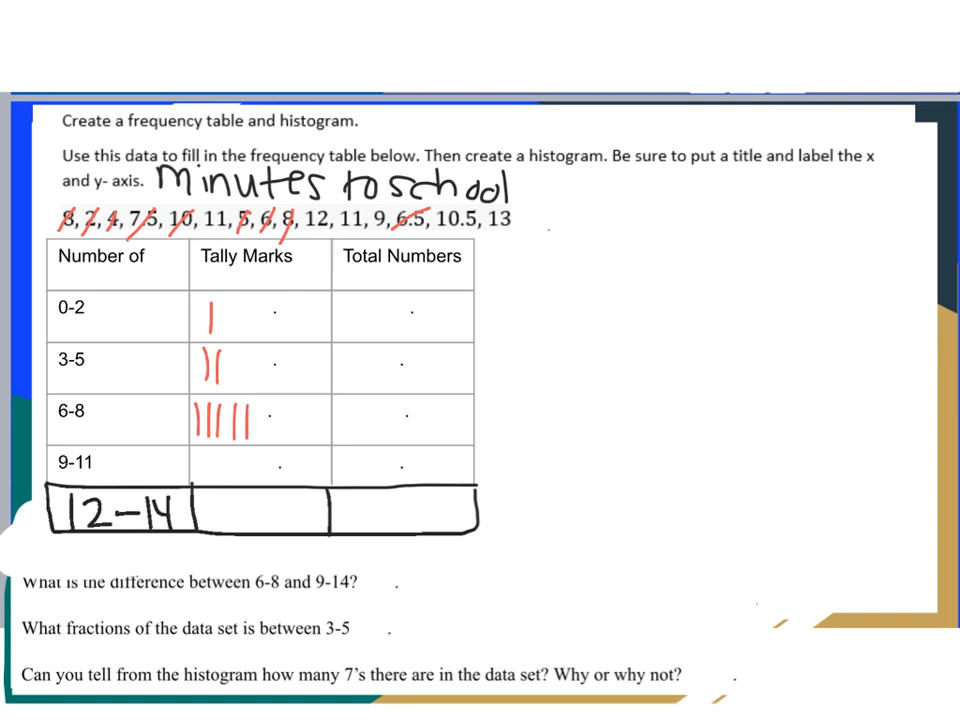 Create a frequency table and histogram.
Use this data to fill in the frequency table below. Then create a histogram. Be sure to put a title and label the x
and y- axis. Minutes to school
8, 2, 4, 7.5, 10, 11, 5, 6, 8, 12, 11, 9, 6.5, 10.5, 13
Number of Tally Marks Total Numbers
0-2
3-5
6-8
9-11
12-14
What is the difference between 6-8 and 9-14?
What fractions of the data set is between 3-5
Can you tell from the histogram how many 7's there are in the data set? Why or why not?